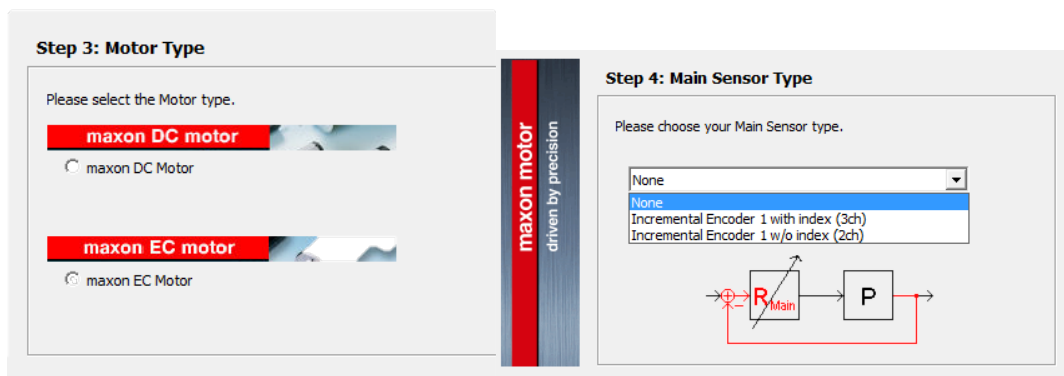 Step 3: Motor Type
Please select the Motor type.
maxon DC motor
maxon DC Motor
maxon EC motor
maxon EC Motor
maxon motor
driven by precision
Step 4: Main Sensor Type
Please choose your Main Sensor type.
None
None
Incremental Encoder 1 with index (3ch)
Incremental Encoder 1 w/o index (2ch)
R Main
P